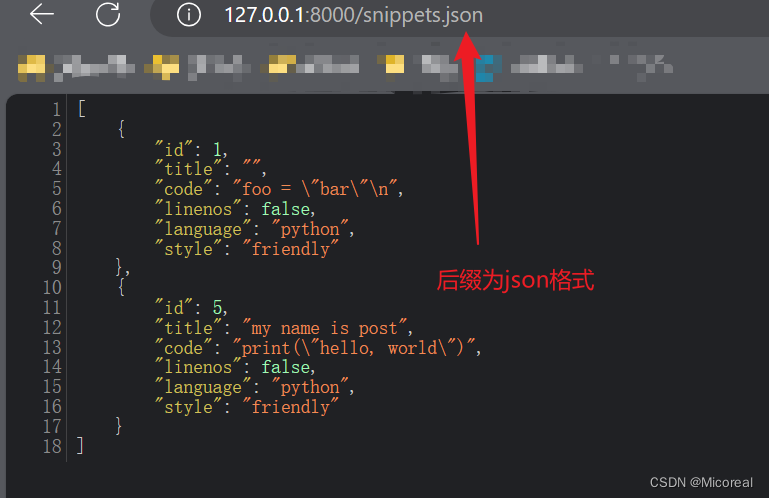 127.0.0.1:8000/snippets.json
1 [
2 {
3 "id": 1,
4 "title": "",
5 "code": "foo = \"bar\"\n",
6 "linenos": false,
7 "language": "python",
8 "style": "friendly"
9 },
10 {
11 "id": 5,
12 "title": "my name is post",
13 "code": "print(\"hello, world\")",
14 "linenos": false,
15 "language": "python",
16 "style": "friendly"
17 }
18 ]
后缀为json格式
CSDN @Micoreal